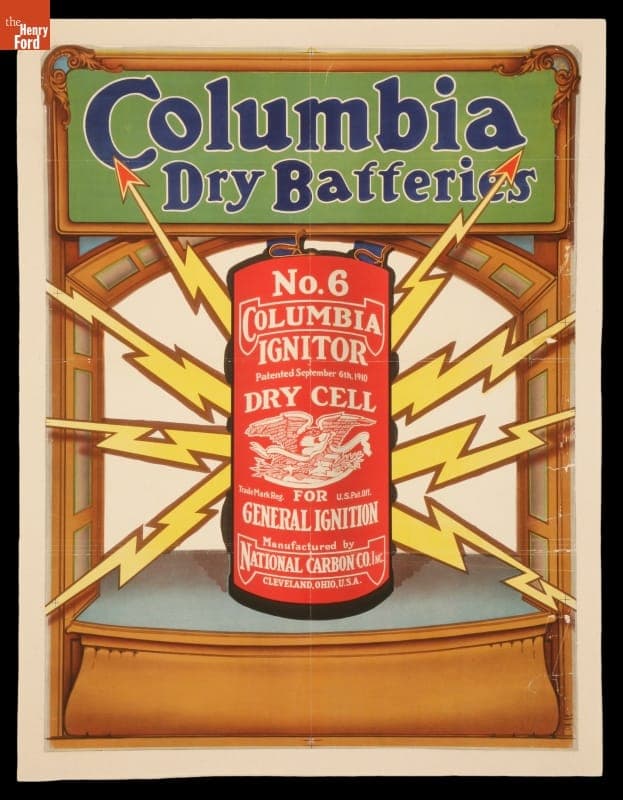 the
Henry
Ford
Columbia
Dry Batteries
No. 6
COLUMBIA
IGNITOR
Patented September 6th, 1910
DRY CELL
Trade Mark Reg. FOR U.S. Pat. Off.
GENERAL IGNITION
Manufactured by
NATIONAL CARBON CO. INC.
CLEVELAND, OHIO, U.S.A.